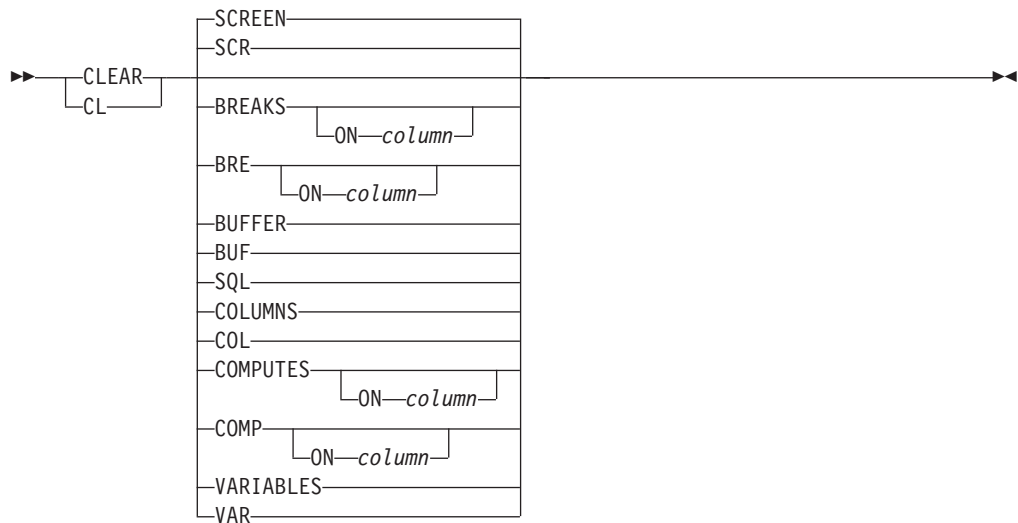 SCREEN
SCR
CLEAR
CL
BREAKS
ON column
BRE
ON column
BUFFER
BUF
SQL
COLUMNS
COL
COMPUTES
ON column
COMP
ON column
VARIABLES
VAR